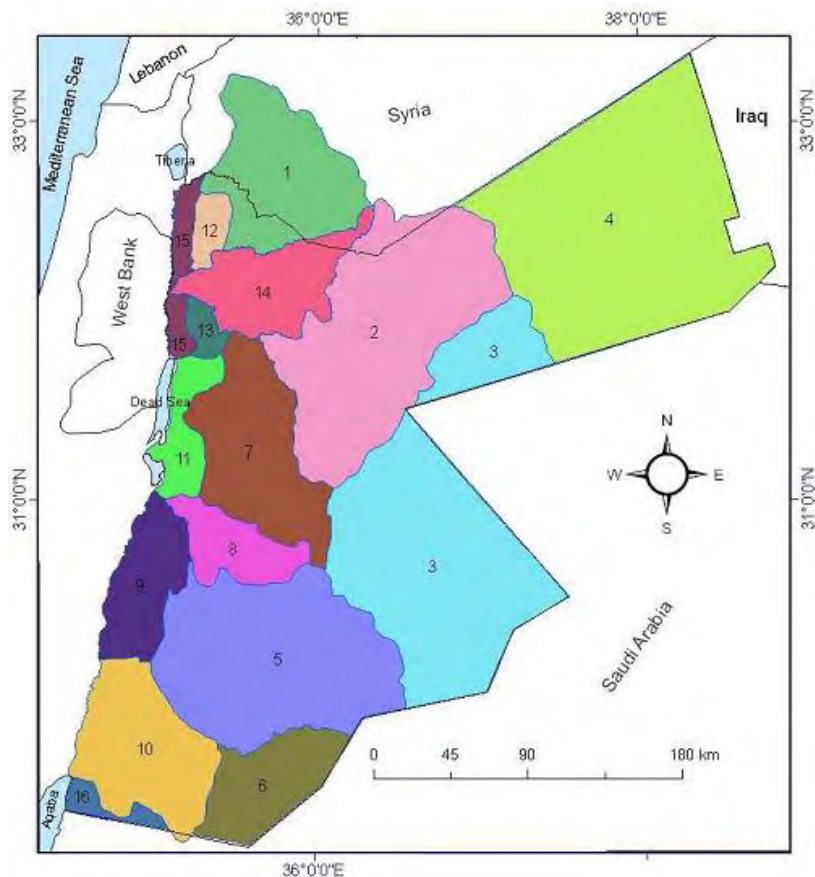 36°0'0"E
38°0'0"E
33°0'0"N
33°0'0"N
31°0'0"N
31°0'0"N
Mediterranean Sea
Lebanon
Syria
Iraq
Tiberia
1
4
12
15
14
West Bank
13
2
15
3
Dead Sea
7
11
N
W
E
S
8
3
9
5
Saudi Arabia
10
0
45
90
180 km
6
16
Aqaba
36°0'0"E